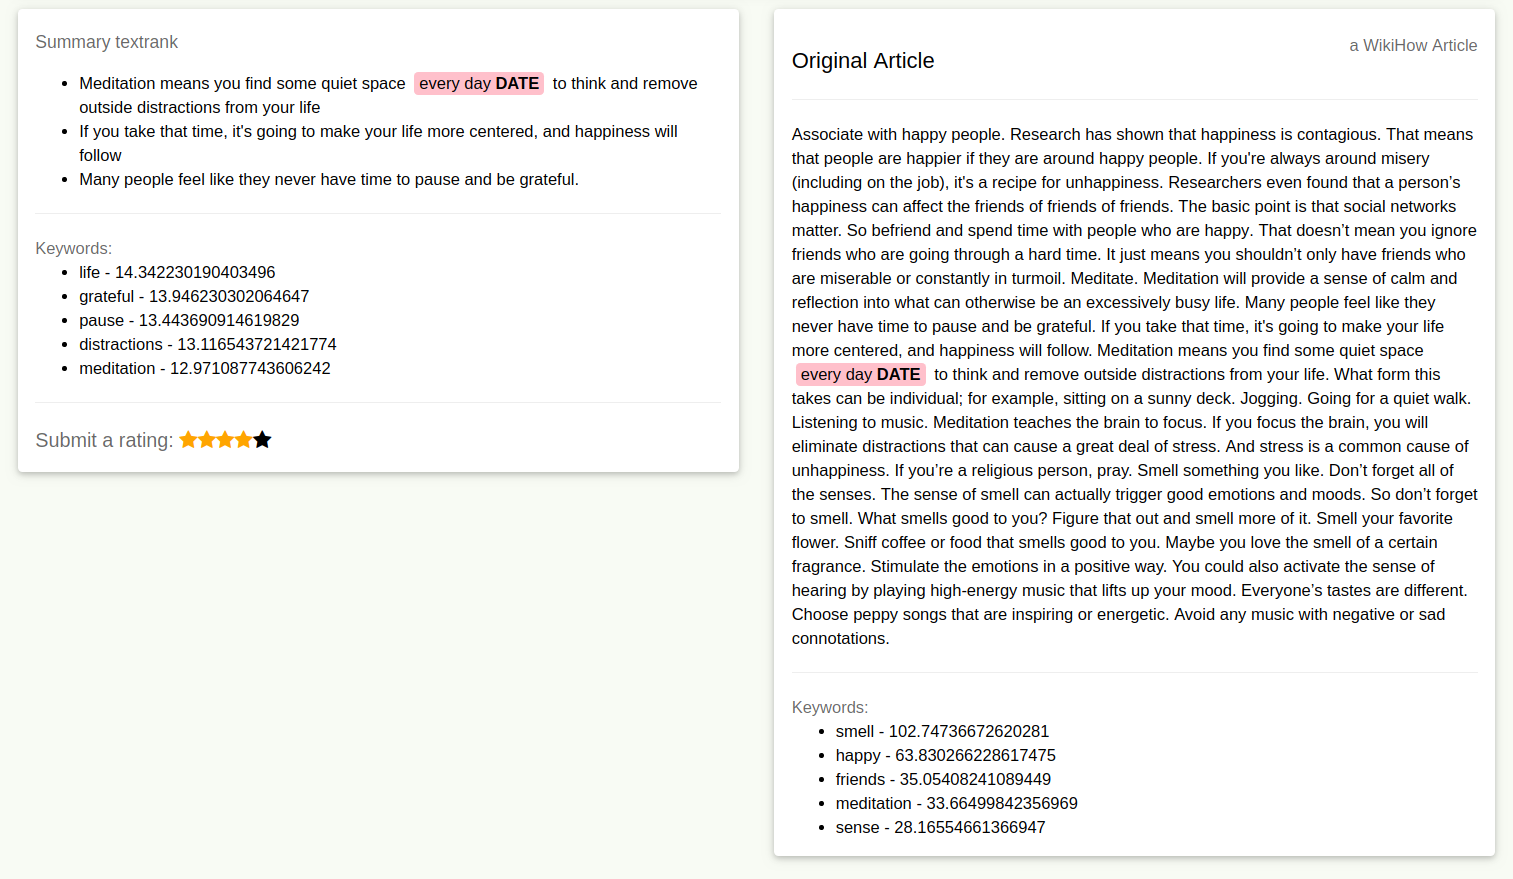 Summary textrank
Meditation means you find some quiet space every day DATE to think and remove
outside distractions from your life
If you take that time, it's going to make your life more centered, and happiness will
follow
Many people feel like they never have time to pause and be grateful.
Keywords:
life - 14.342230190403496
grateful - 13.946230302064647
pause - 13.443690914619829
distractions - 13.116543721421774
meditation - 12.971087743606242
Submit a rating:
a WikiHow Article
Original Article
Associate with happy people. Research has shown that happiness is contagious. That means
that people are happier if they are around happy people. If you're always around misery
(including on the job), it's a recipe for unhappiness. Researchers even found that a person’s
happiness can affect the friends of friends of friends. The basic point is that social networks
matter. So befriend and spend time with people who are happy. That doesn’t mean you ignore
friends who are going through a hard time. It just means you shouldn’t only have friends who
are miserable or constantly in turmoil. Meditate. Meditation will provide a sense of calm and
reflection into what can otherwise be an excessively busy life. Many people feel like they
never have time to pause and be grateful. If you take that time, it's going to make your life
more centered, and happiness will follow. Meditation means you find some quiet space
every day DATE to think and remove outside distractions from your life. What form this
takes can be individual; for example, sitting on a sunny deck. Jogging. Going for a quiet walk.
Listening to music. Meditation teaches the brain to focus. If you focus the brain, you will
eliminate distractions that can cause a great deal of stress. And stress is a common cause of
unhappiness. If you’re a religious person, pray. Smell something you like. Don’t forget all of
the senses. The sense of smell can actually trigger good emotions and moods. So don’t forget
to smell. What smells good to you? Figure that out and smell more of it. Smell your favorite
flower. Sniff coffee or food that smells good to you. Maybe you love the smell of a certain
fragrance. Stimulate the emotions in a positive way. You could also activate the sense of
hearing by playing high-energy music that lifts up your mood. Everyone’s tastes are different.
Choose peppy songs that are inspiring or energetic. Avoid any music with negative or sad
connotations.
Keywords:
smell - 102.74736672620281
happy - 63.830266228617475
friends - 35.05408241089449
meditation - 33.66499842356969
sense - 28.16554661366947